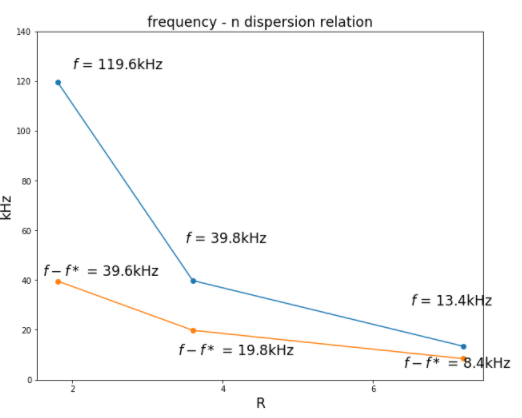 frequency - n dispersion relation
140
f = 119.6kHz
120
100
80
kHz
60
f = 39.8kHz
f - f* = 39.6kHz
40
f = 13.4kHz
20
f - f* = 19.8kHz
f - f* = 8.4kHz
0
2 4 6
R